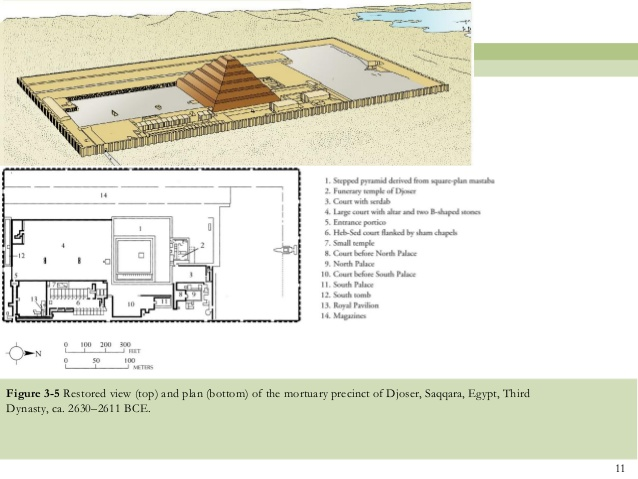 1. Stepped pyramid derived from square-plan mastaba
2. Funerary temple of Djoser
3. Court with serdab
4. Large court with altar and two B-shaped stones
5. Entrance portico
6. Heb-Sed court flanked by sham chapels
7. Small temple
8. Court before North Palace
9. North Palace
10. Court before South Palace
11. South Palace
12. South tomb
13. Royal Pavilion
14. Magazines
14
1
4
2
12
3
5
7
8
9
13
6
10
11
N
0 100 200 300
FEET
0 50 100
METERS
Figure 3-5 Restored view (top) and plan (bottom) of the mortuary precinct of Djoser, Saqqara, Egypt, Third
Dynasty, ca. 2630–2611 BCE.
11